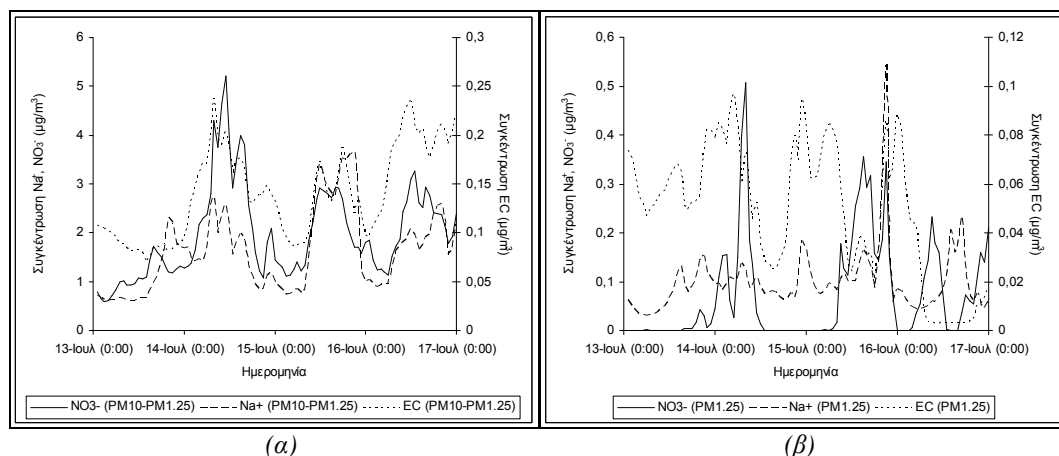 Συγκέντρωση Na⁺, NO₃⁻ (μg/m³)
6
5
4
3
2
1
0
0,3
0,25
0,2
0,15
0,1
0,05
0
Συγκέντρωση EC (μg/m³)
13-Ιουλ (0:00) 14-Ιουλ (0:00) 15-Ιουλ (0:00) 16-Ιουλ (0:00) 17-Ιουλ (0:00)
Ημερομηνία
NO3- (PM10-PM1.25) Na+ (PM10-PM1.25) EC (PM10-PM1.25)
(α)
Συγκέντρωση Na⁺, NO₃⁻ (μg/m³)
0,6
0,5
0,4
0,3
0,2
0,1
0
0,12
0,1
0,08
0,06
0,04
0,02
0
Συγκέντρωση EC (μg/m³)
13-Ιουλ (0:00) 14-Ιουλ (0:00) 15-Ιουλ (0:00) 16-Ιουλ (0:00) 17-Ιουλ (0:00)
Ημερομηνία
NO3- (PM1.25) Na+ (PM1.25) EC (PM1.25)
(β)